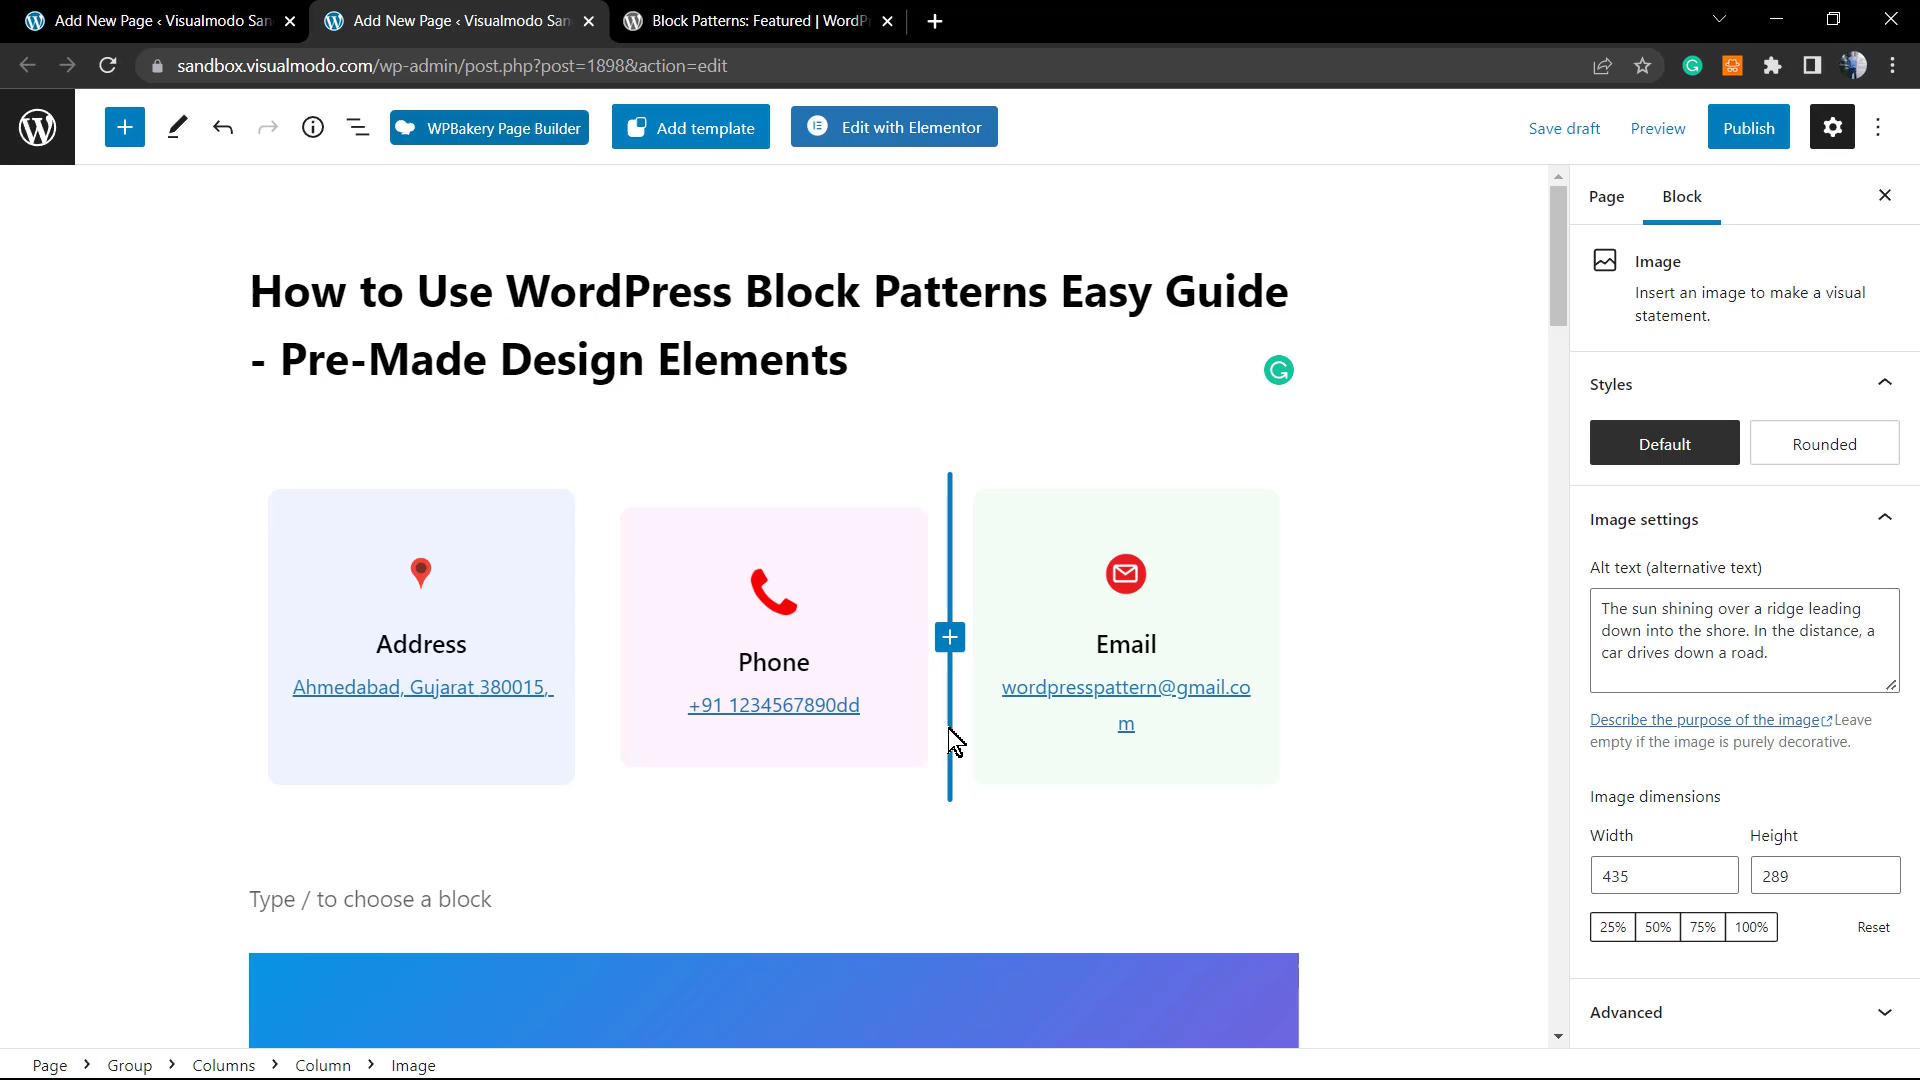 Add New Page ‹ Visualmodo San
Add New Page ‹ Visualmodo San
Block Patterns: Featured | WordP
sandbox.visualmodo.com/wp-admin/post.php?post=1898&action=edit
WPBakery Page Builder
Add template
Edit with Elementor
Save draft
Preview
Publish
Page
Block
Image
Insert an image to make a visual
statement.
How to Use WordPress Block Patterns Easy Guide
- Pre-Made Design Elements
Styles
Default
Rounded
Image settings
Alt text (alternative text)
The sun shining over a ridge leading
down into the shore. In the distance, a
car drives down a road.
Describe the purpose of the image Leave
empty if the image is purely decorative.
Address
Ahmedabad, Gujarat 380015,
Phone
+91 1234567890dd
Email
wordpresspattern@gmail.co
m
Image dimensions
Width
Height
435
289
25%
50%
75%
100%
Reset
Type / to choose a block
Advanced
Page
Group
Columns
Column
Image